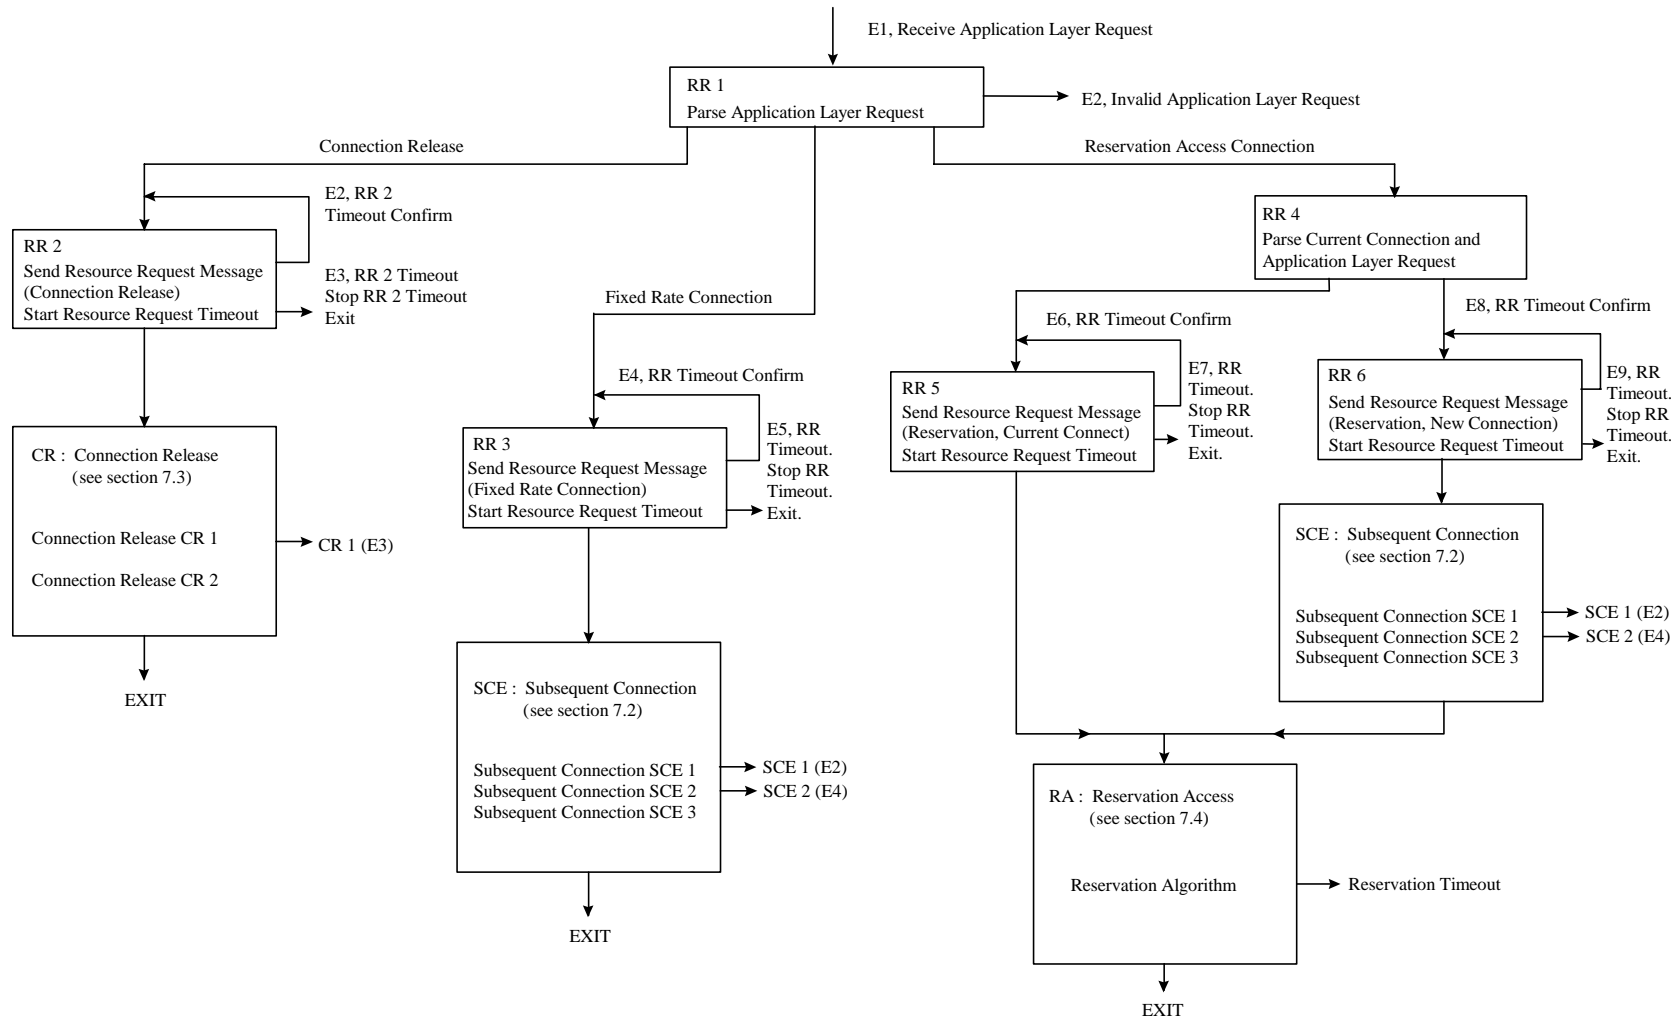 E1, Receive Application Layer Request
RR 1
Parse Application Layer Request
E2, Invalid Application Layer Request
Connection Release
Reservation Access Connection
E2, RR 2
Timeout Confirm
RR 2
Send Resource Request Message
(Connection Release)
Start Resource Request Timeout
E3, RR 2 Timeout
Stop RR 2 Timeout
Exit
Fixed Rate Connection
RR 4
Parse Current Connection and
Application Layer Request
E6, RR Timeout Confirm
E8, RR Timeout Confirm
E4, RR Timeout Confirm
RR 5
Send Resource Request Message
(Reservation, Current Connect)
Start Resource Request Timeout
E7, RR
Timeout.
Stop RR
Timeout.
Exit.
RR 6
Send Resource Request Message
(Reservation, New Connection)
Start Resource Request Timeout
E9, RR
Timeout.
Stop RR
Timeout.
Exit.
CR : Connection Release
(see section 7.3)
Connection Release CR 1
Connection Release CR 2
CR 1 (E3)
EXIT
RR 3
Send Resource Request Message
(Fixed Rate Connection)
Start Resource Request Timeout
E5, RR
Timeout.
Stop RR
Timeout.
Exit.
SCE : Subsequent Connection
(see section 7.2)
Subsequent Connection SCE 1
Subsequent Connection SCE 2
Subsequent Connection SCE 3
SCE 1 (E2)
SCE 2 (E4)
SCE : Subsequent Connection
(see section 7.2)
Subsequent Connection SCE 1
Subsequent Connection SCE 2
Subsequent Connection SCE 3
SCE 1 (E2)
SCE 2 (E4)
EXIT
RA : Reservation Access
(see section 7.4)
Reservation Algorithm
Reservation Timeout
EXIT